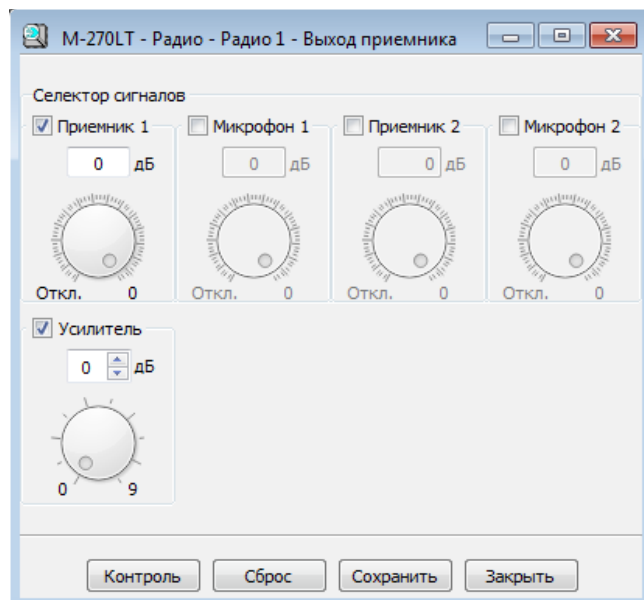 M-270LT - Радио - Радио 1 - Выход приемника
Селектор сигналов
Приемник 1 Микрофон 1 Приемник 2 Микрофон 2
0 дБ 0 дБ 0 дБ 0 дБ
Откл. 0 Откл. 0 Откл. 0 Откл. 0
Усилитель
0 дБ
0 9
Контроль Сброс Сохранить Закрыть